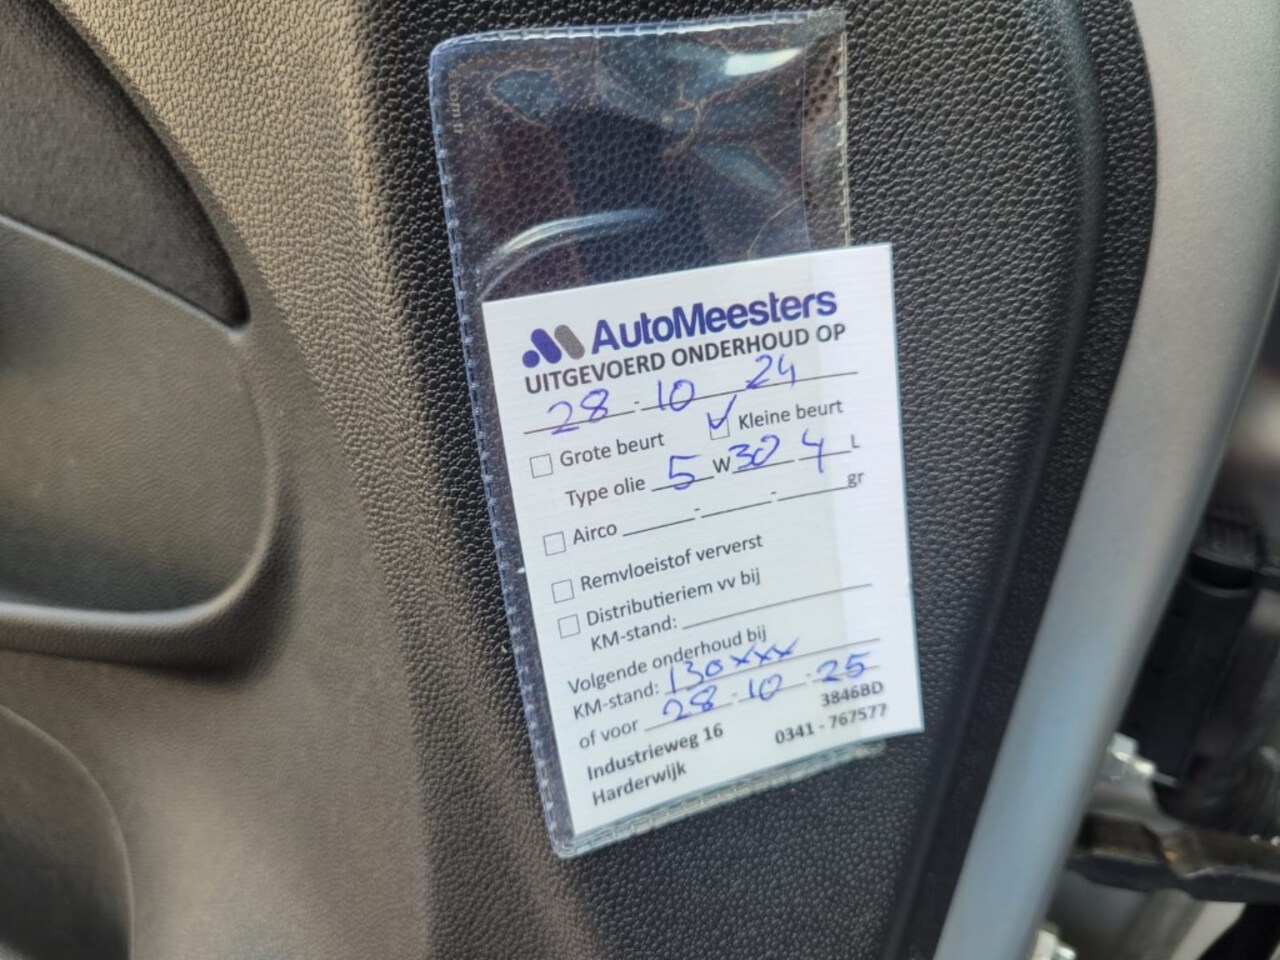 AutoMeesters
UITGEVOERD ONDERHOUD OP
28 - 10 24
Grote beurt Kleine beurt
Type olie 5 W 30 4 L
Airco - - gr
Remvloeistof ververst
Distributieriem vv bij
KM-stand:
Volgende onderhoud bij
KM-stand: 130xxx
of voor 28 - 10 - 25
Industrieweg 16 3846BD
Harderwijk 0341 - 767577